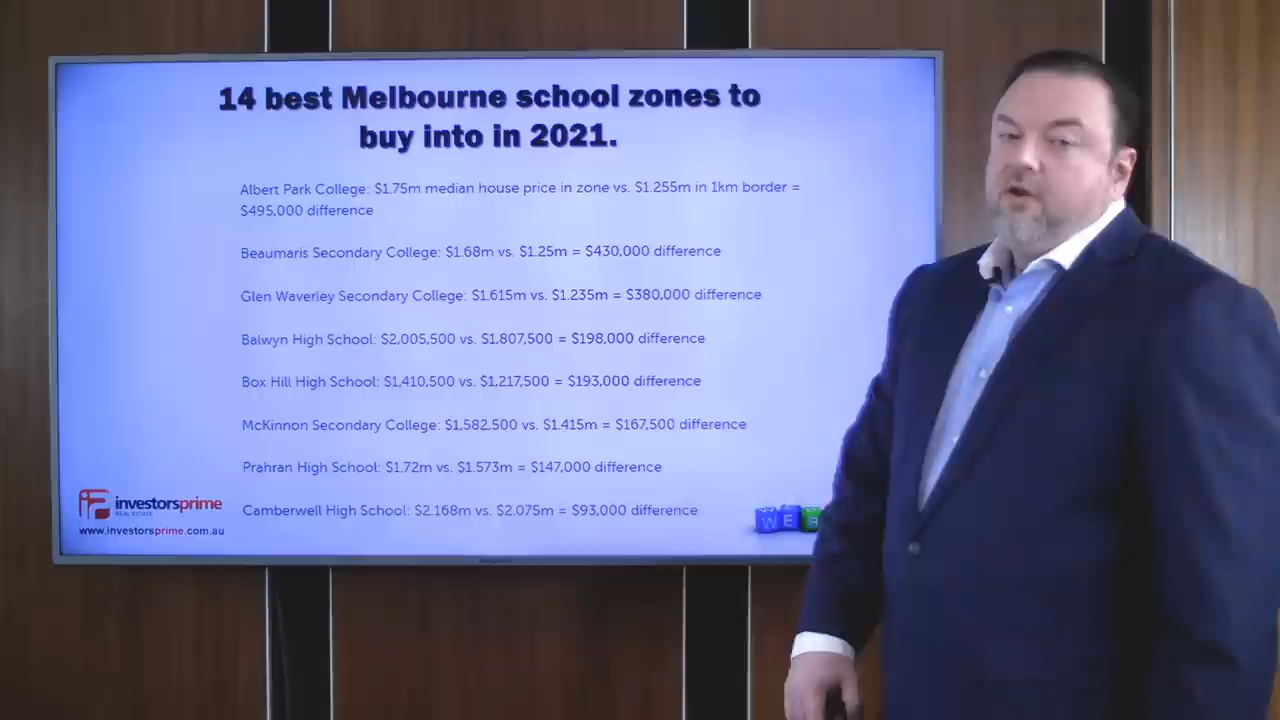 14 best Melbourne school zones to
buy into in 2021.
Albert Park College: $1.75m median house price in zone vs. $1.255m in 1km border =
$495,000 difference
Beaumaris Secondary College: $1.68m vs. $1.25m = $430,000 difference
Glen Waverley Secondary College: $1.615m vs. $1.235m = $380,000 difference
Balwyn High School: $2,005,500 vs. $1,807,500 = $198,000 difference
Box Hill High School: $1,410,500 vs. $1,217,500 = $193,000 difference
McKinnon Secondary College: $1,582,500 vs. $1.415m = $167,500 difference
Prahran High School: $1.72m vs. $1.573m = $147,000 difference
Camberwell High School: $2.168m vs. $2.075m = $93,000 difference
investorsprime
REAL ESTATE
www.investorsprime.com.au
WE